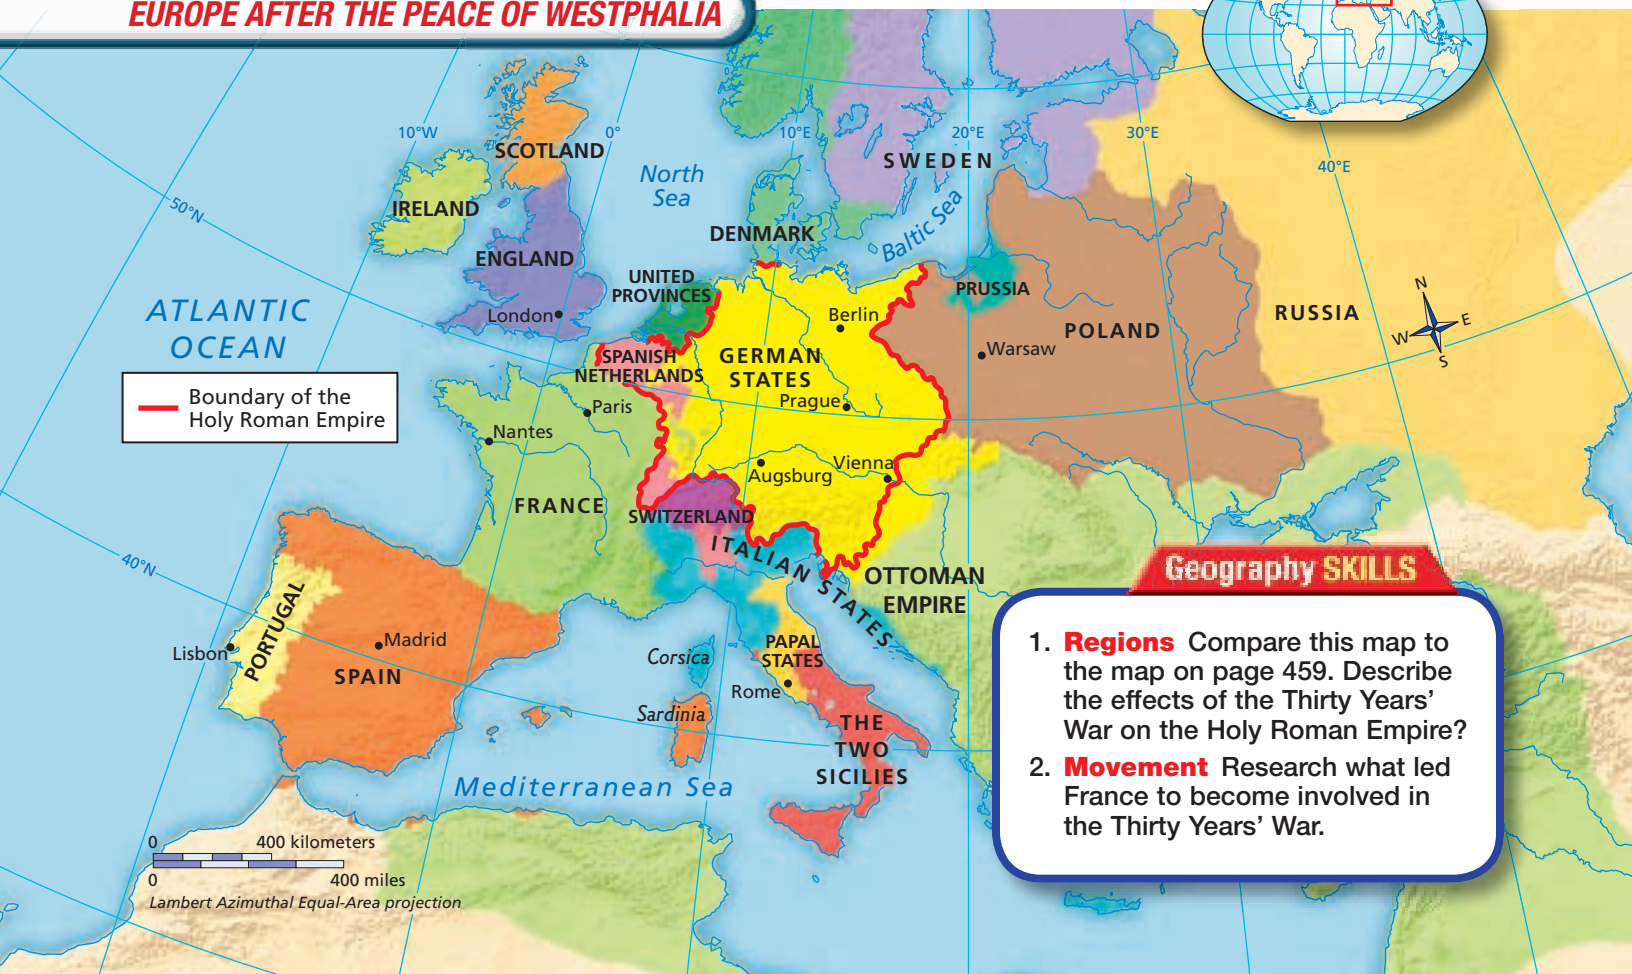 EUROPE AFTER THE PEACE OF WESTPHALIA
10°W
0°
10°E
20°E
30°E
40°E
50°N
40°N
SCOTLAND
IRELAND
ENGLAND
London
North
Sea
SWEDEN
Baltic Sea
DENMARK
UNITED
PROVINCES
PRUSSIA
RUSSIA
POLAND
Warsaw
Berlin
GERMAN
STATES
Prague
SPANISH
NETHERLANDS
ATLANTIC
OCEAN
Boundary of the
Holy Roman Empire
Paris
Nantes
FRANCE
Augsburg
Vienna
SWITZERLAND
ITALIAN STATES
OTTOMAN
EMPIRE
PORTUGAL
Lisbon
Madrid
SPAIN
Corsica
Sardinia
PAPAL
STATES
Rome
THE
TWO
SICILIES
Mediterranean Sea
N
W
E
S
0
400 kilometers
0
400 miles
Lambert Azimuthal Equal-Area projection
Geography SKILLS
1. Regions Compare this map to
the map on page 459. Describe
the effects of the Thirty Years’
War on the Holy Roman Empire?
2. Movement Research what led
France to become involved in
the Thirty Years’ War.